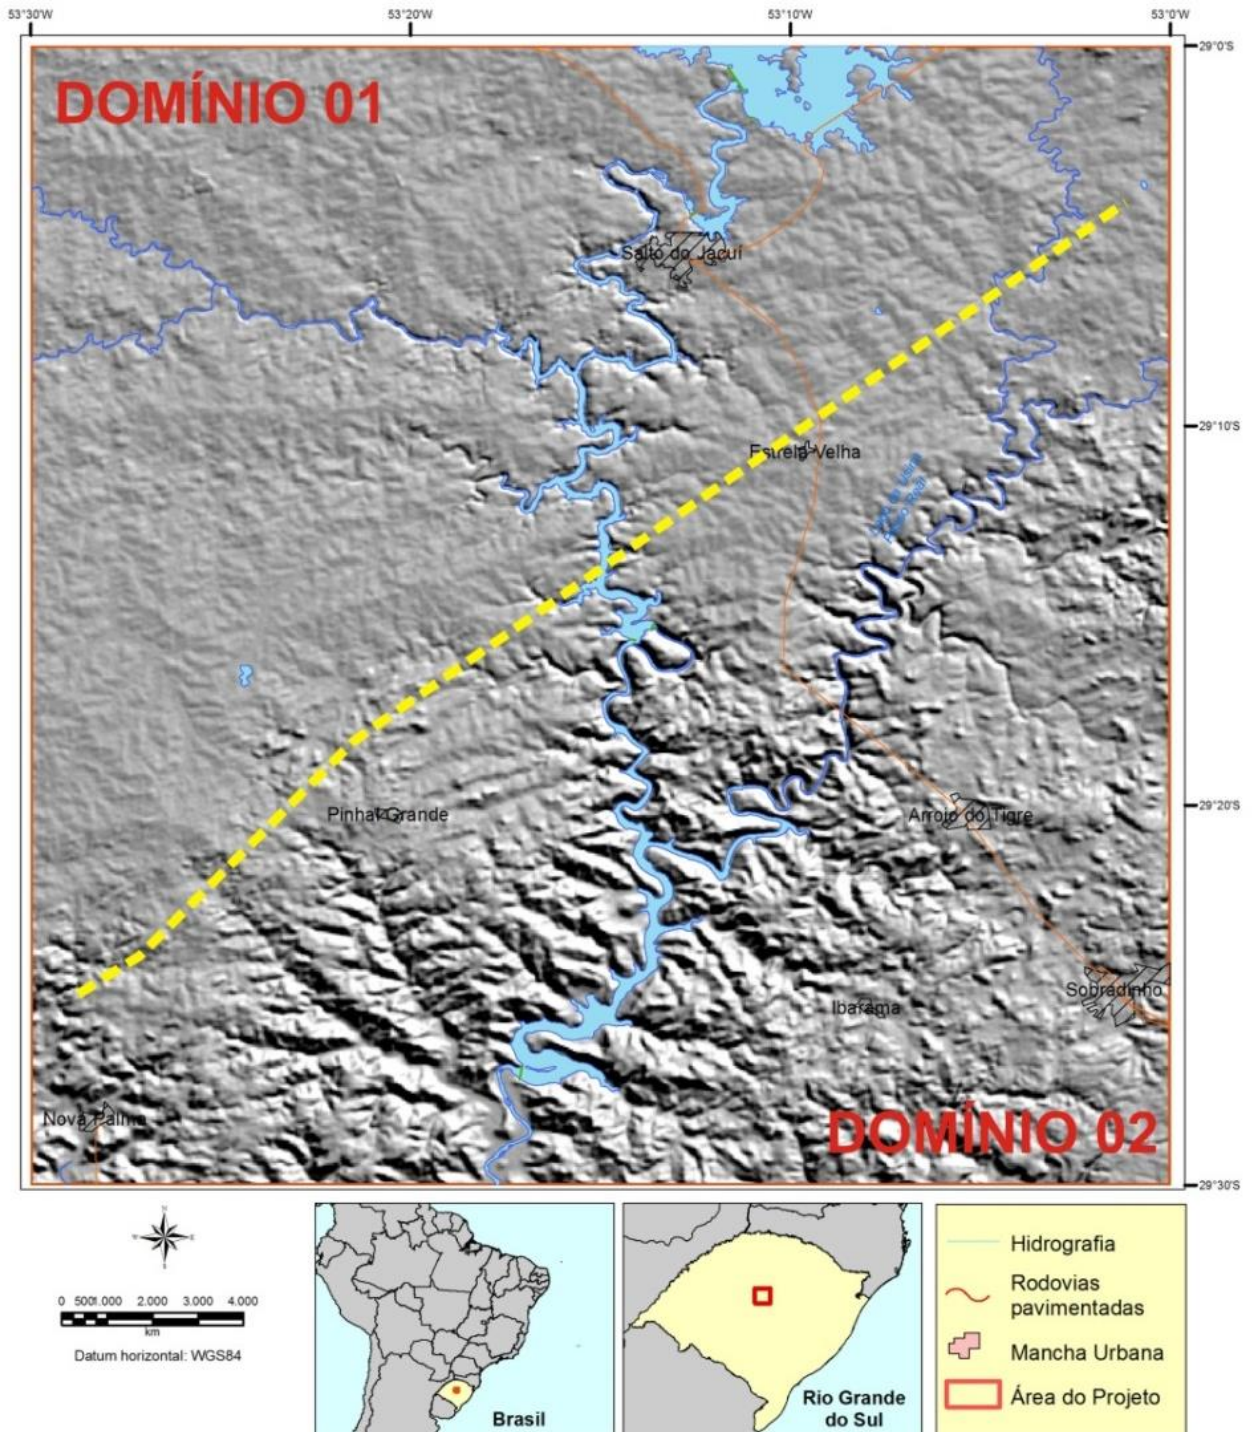 53°30'W 53°20'W 53°10'W 53°0'W
29°0'S
DOMÍNIO 01
Salto do Jacuí
29°10'S
Estrela Velha
Pinhal Grande
Arroio do Tigre
29°20'S
Sobradinho
Ibarama
Nova Palma
DOMÍNIO 02
29°30'S
N
W E
S
0 500 1.000 2.000 3.000 4.000
km
Datum horizontal: WGS84
Brasil
Rio Grande
do Sul
Hidrografia
Rodovias
pavimentadas
Mancha Urbana
Área do Projeto